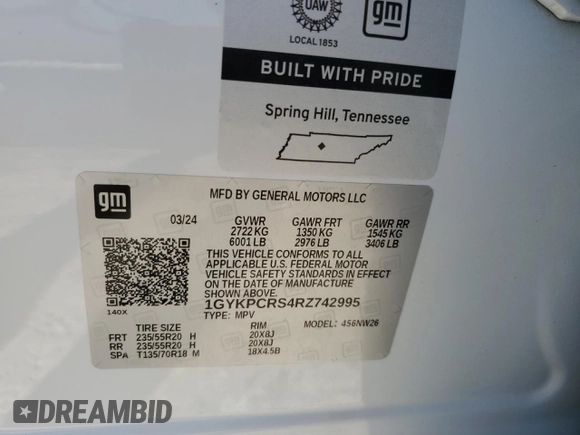 UAW
gm
LOCAL 1853
BUILT WITH PRIDE
Spring Hill, Tennessee
gm
MFD BY GENERAL MOTORS LLC
03/24 GVWR GAWR FRT GAWR RR
2722 KG 1350 KG 1545 KG
6001 LB 2976 LB 3406 LB
THIS VEHICLE CONFORMS TO ALL
APPLICABLE U.S. FEDERAL MOTOR
VEHICLE SAFETY STANDARDS IN EFFECT
ON THE DATE OF MANUFACTURE
SHOWN ABOVE.
140X
1GYKPCRS4RZ742995
TYPE: MPV MODEL: 456NW26
TIRE SIZE RIM
FRT 235/55R20 H 20X8J
RR 235/55R20 H 20X8J
SPA T135/70R18 M 18X4.5B
DREAMBID